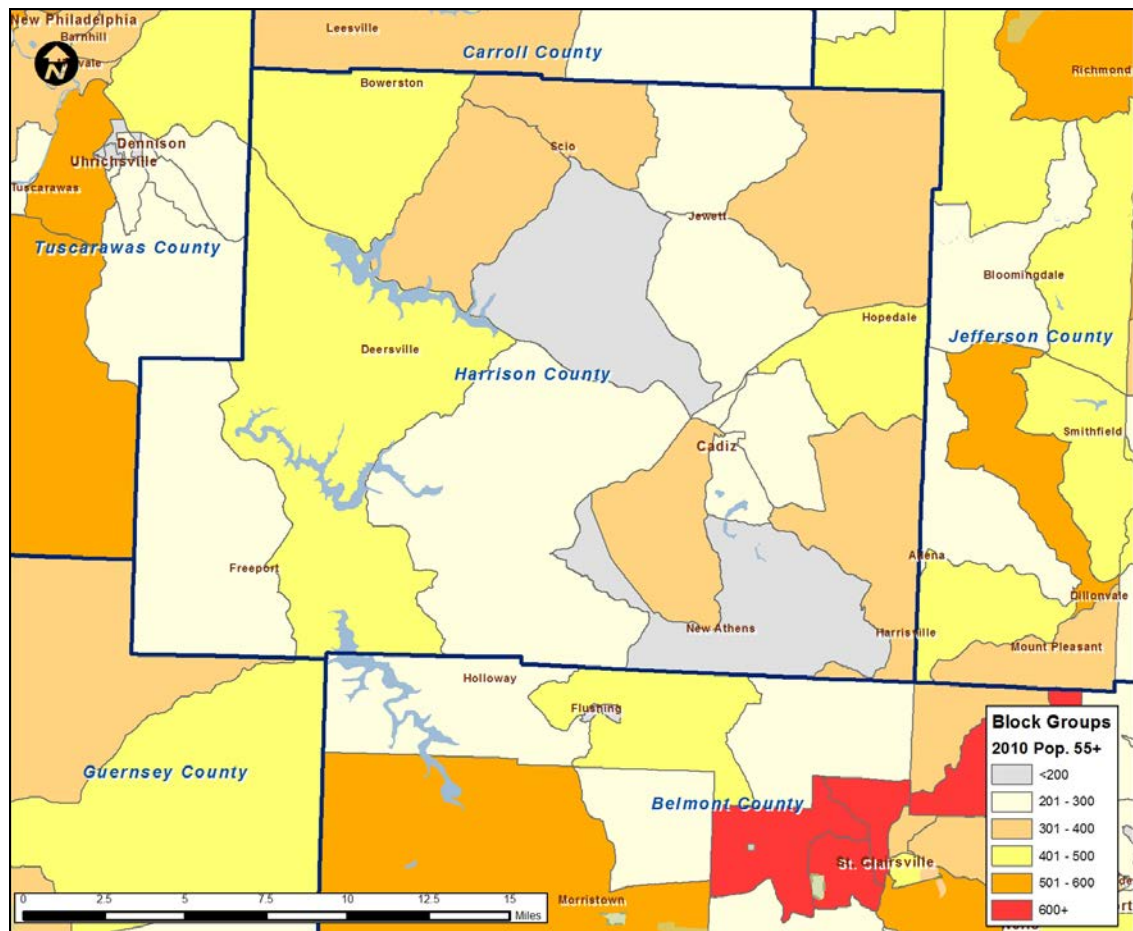 New Philadelphia
Barnhill
Leesville
Carroll County
Richmond
N
Bowerston
Dennison
Scio
Uhrichsville
Tuscarawas
Jewett
Tuscarawas County
Bloomingdale
Hopedale
Jefferson County
Deersville
Harrison County
Smithfield
Cadiz
Adena
Freeport
Dillonvale
New Athens
Harrisville
Mount Pleasant
Holloway
Flushing
Block Groups
2010 Pop. 55+
<200
201 - 300
301 - 400
401 - 500
501 - 600
600+
Guernsey County
Belmont County
St. Clairsville
0 2.5 5 7.5 10 12.5 15
Miles
Morristown